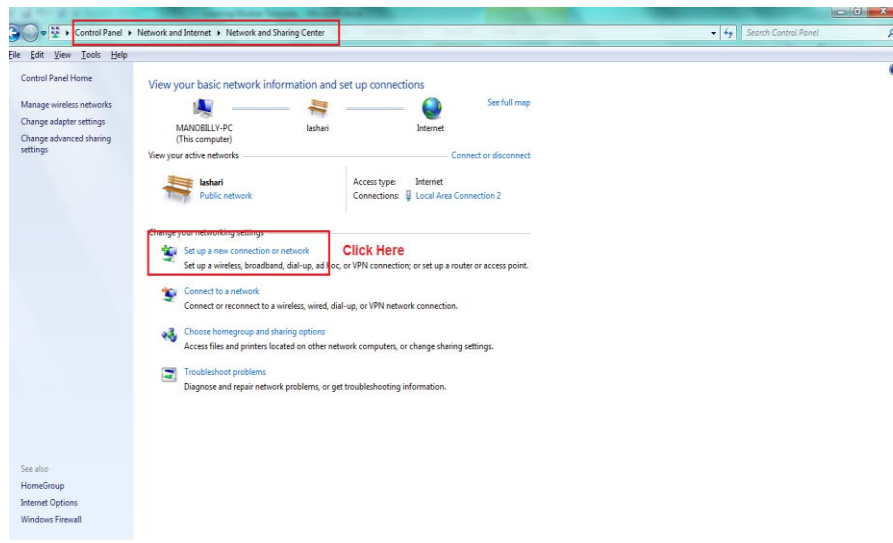 Control Panel ▸ Network and Internet ▸ Network and Sharing Center
Search Control Panel
File Edit View Tools Help
Control Panel Home
Manage wireless networks
Change adapter settings
Change advanced sharing
settings
View your basic network information and set up connections
See full map
MANOBILLY-PC
(This computer)
lashari
Internet
View your active networks
Connect or disconnect
lashari
Public network
Access type: Internet
Connections: Local Area Connection 2
Change your networking settings
Set up a new connection or network
Click Here
Set up a wireless, broadband, dial-up, ad hoc, or VPN connection; or set up a router or access point.
Connect to a network
Connect or reconnect to a wireless, wired, dial-up, or VPN network connection.
Choose homegroup and sharing options
Access files and printers located on other network computers, or change sharing settings.
Troubleshoot problems
Diagnose and repair network problems, or get troubleshooting information.
See also
HomeGroup
Internet Options
Windows Firewall